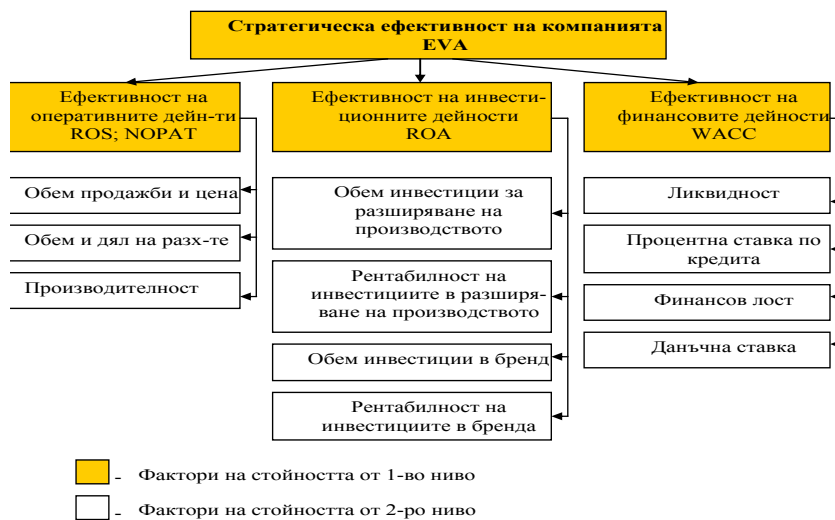 Стратегическа ефективност на компанията
EVA
Ефективност на
оперативните дейн-ти
ROS; NOPAT
Обем продажби и цена
Обем и дял на разх-те
Производителност
Ефективност на инвести-
ционните дейности
ROA
Обем инвестиции за
разширяване на
производството
Рентабилност на
инвестициите в разширя-
ване на производството
Обем инвестиции в бренд
Рентабилност на
инвестициите в бренда
Ефективност на
финансовите дейности
WACC
Ликвидност
Процентна ставка по
кредита
Финансов лост
Данъчна ставка
- Фактори на стойността от 1-во ниво
- Фактори на стойността от 2-ро ниво